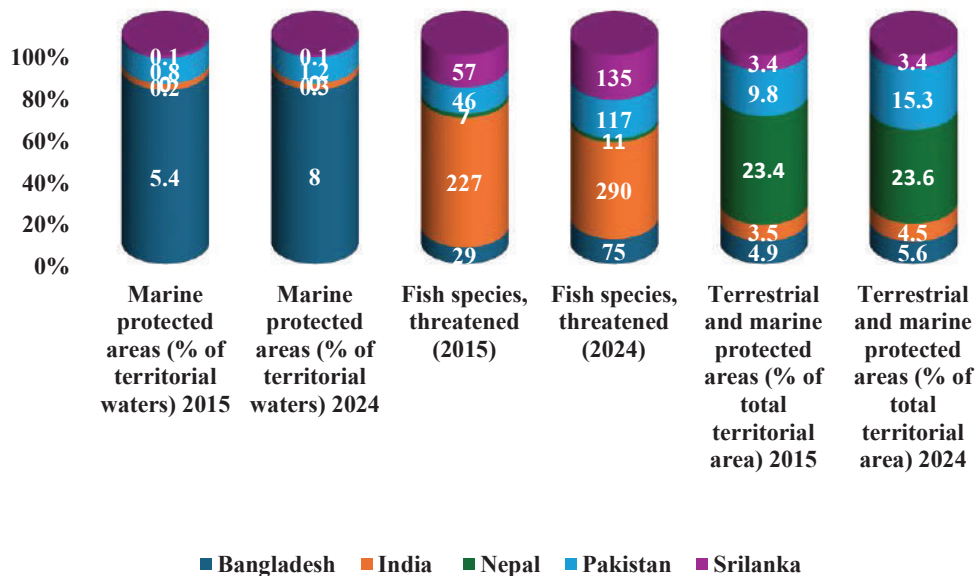 100%
80%
60%
40%
20%
0%
0.1
0.8
0
0.2
5.4
0.1
1.2
0
0.3
8
57
46
7
227
29
135
117
11
290
75
3.4
9.8
23.4
3.5
4.9
3.4
15.3
23.6
4.5
5.6
Marine
protected
areas (% of
territorial
waters) 2015
Marine
protected
areas (% of
territorial
waters) 2024
Fish species,
threatened
(2015)
Fish species,
threatened
(2024)
Terrestrial
and marine
protected
areas (% of
total
territorial
area) 2015
Terrestrial
and marine
protected
areas (% of
total
territorial
area) 2024
Bangladesh
India
Nepal
Pakistan
Srilanka